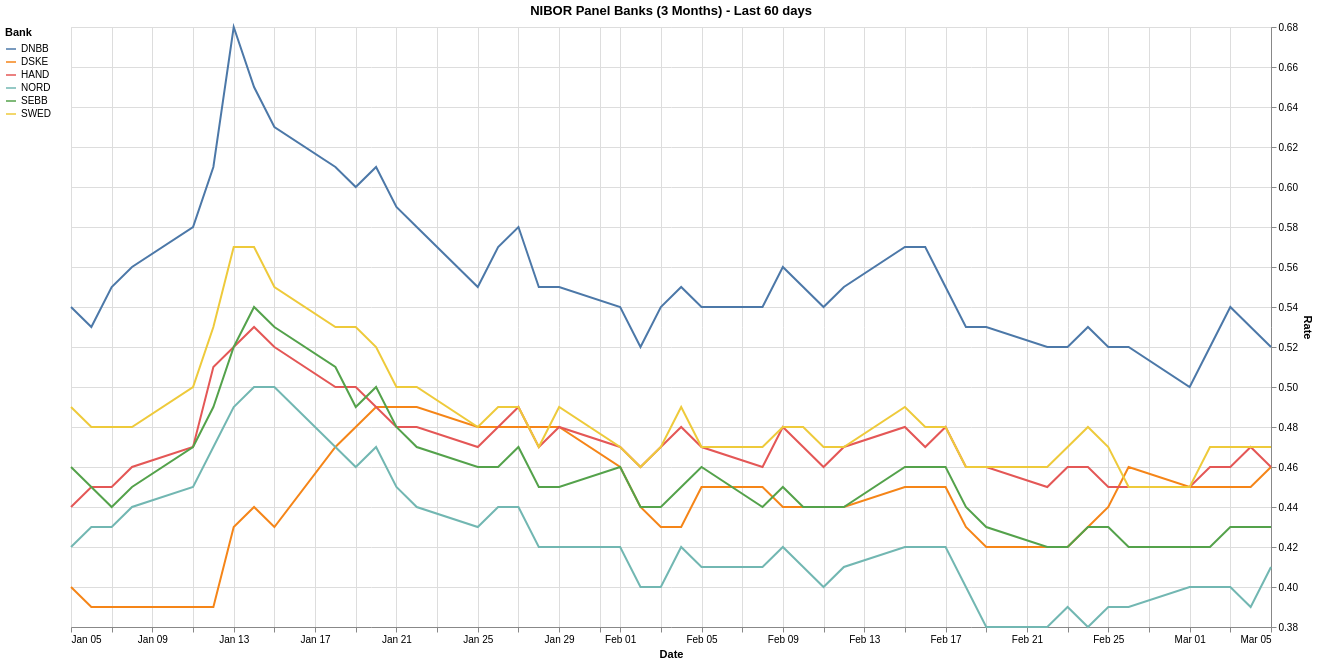 NIBOR Panel Banks (3 Months) - Last 60 days
Bank
DNBB
DSKE
HAND
NORD
SEBB
SWED
0.68
0.66
0.64
0.62
0.60
0.58
0.56
0.54
0.52
0.50
0.48
0.46
0.44
0.42
0.40
0.38
Rate
Jan 05 Jan 09 Jan 13 Jan 17 Jan 21 Jan 25 Jan 29 Feb 01 Feb 05 Feb 09 Feb 13 Feb 17 Feb 21 Feb 25 Mar 01 Mar 05
Date